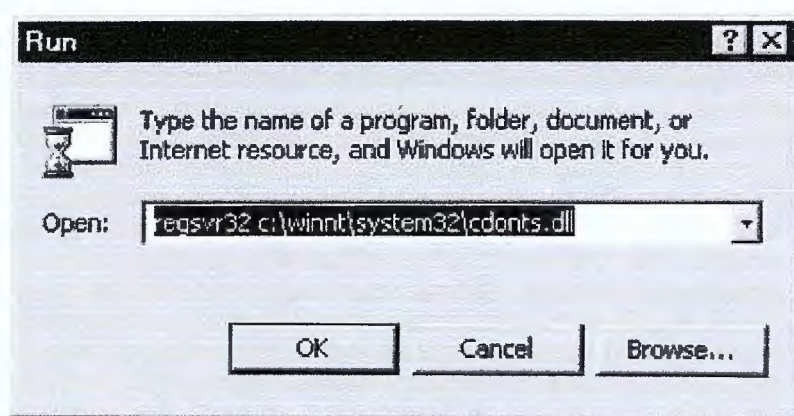 Run
Type the name of a program, folder, document, or
Internet resource, and Windows will open it for you.
Open: regsvr32 c:\winnt\system32\cdonts.dll
OK Cancel Browse...